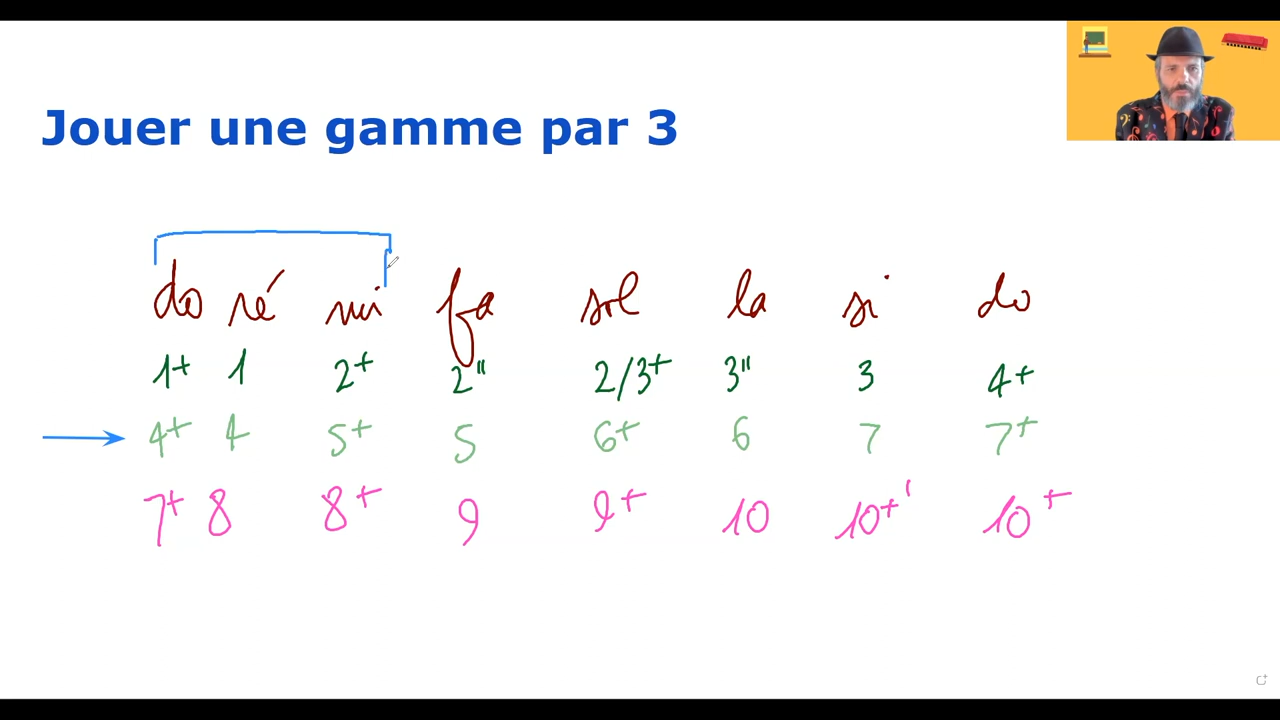 Jouer une gamme par 3
do ré mi fa sol la si do
1+ 1 2+ 2" 2/3+ 3" 3 4+
4+ 4 5+ 5 6+ 6 7 7+
7+ 8 8+ 9 9+ 10 10+' 10+